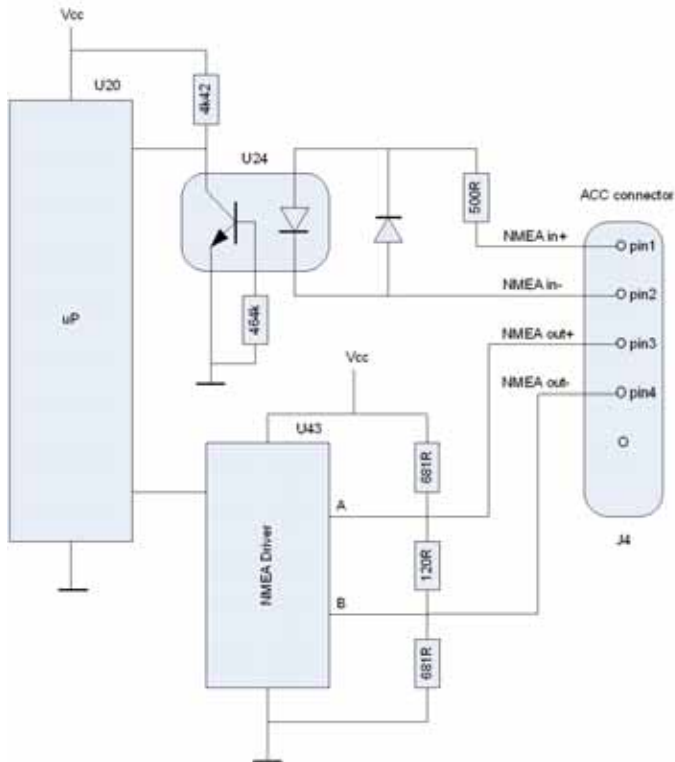 Vcc
U20
4k42
U24
500R
ACC connector
NMEA in+
pin1
NMEA in-
pin2
uP
464k
NMEA out+
pin3
Vcc
NMEA out-
pin4
U43
681R
A
J4
NMEA Driver
120R
B
681R